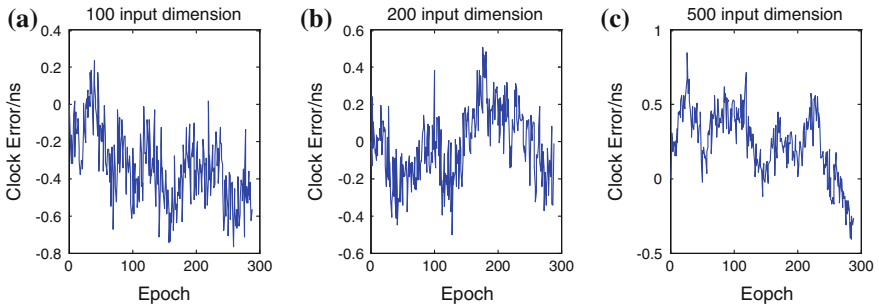 (a) 100 input dimension
0.4
0.2
0
-0.2
-0.4
-0.6
-0.8
0 100 200 300
Clock Error/ns
Epoch
(b) 200 input dimension
0.6
0.4
0.2
0
-0.2
-0.4
-0.6
0 100 200 300
Clock Error/ns
Epoch
(c) 500 input dimension
1
0.5
0
-0.5
0 100 200 300
Clock Error/ns
Eopch